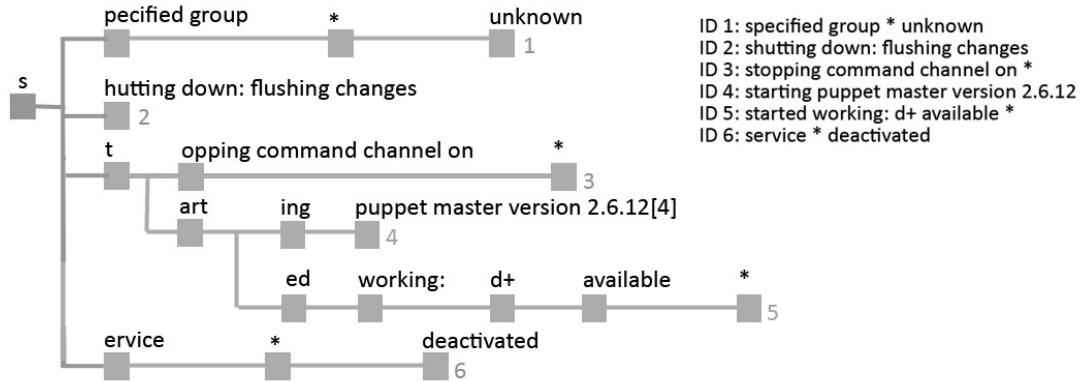 pecified group * unknown
s 1
hutting down: flushing changes
2
t opping command channel on *
3
art ing puppet master version 2.6.12[4]
4
ed working: d+ available *
5
ervice * deactivated
6
ID 1: specified group * unknown
ID 2: shutting down: flushing changes
ID 3: stopping command channel on *
ID 4: starting puppet master version 2.6.12
ID 5: started working: d+ available *
ID 6: service * deactivated